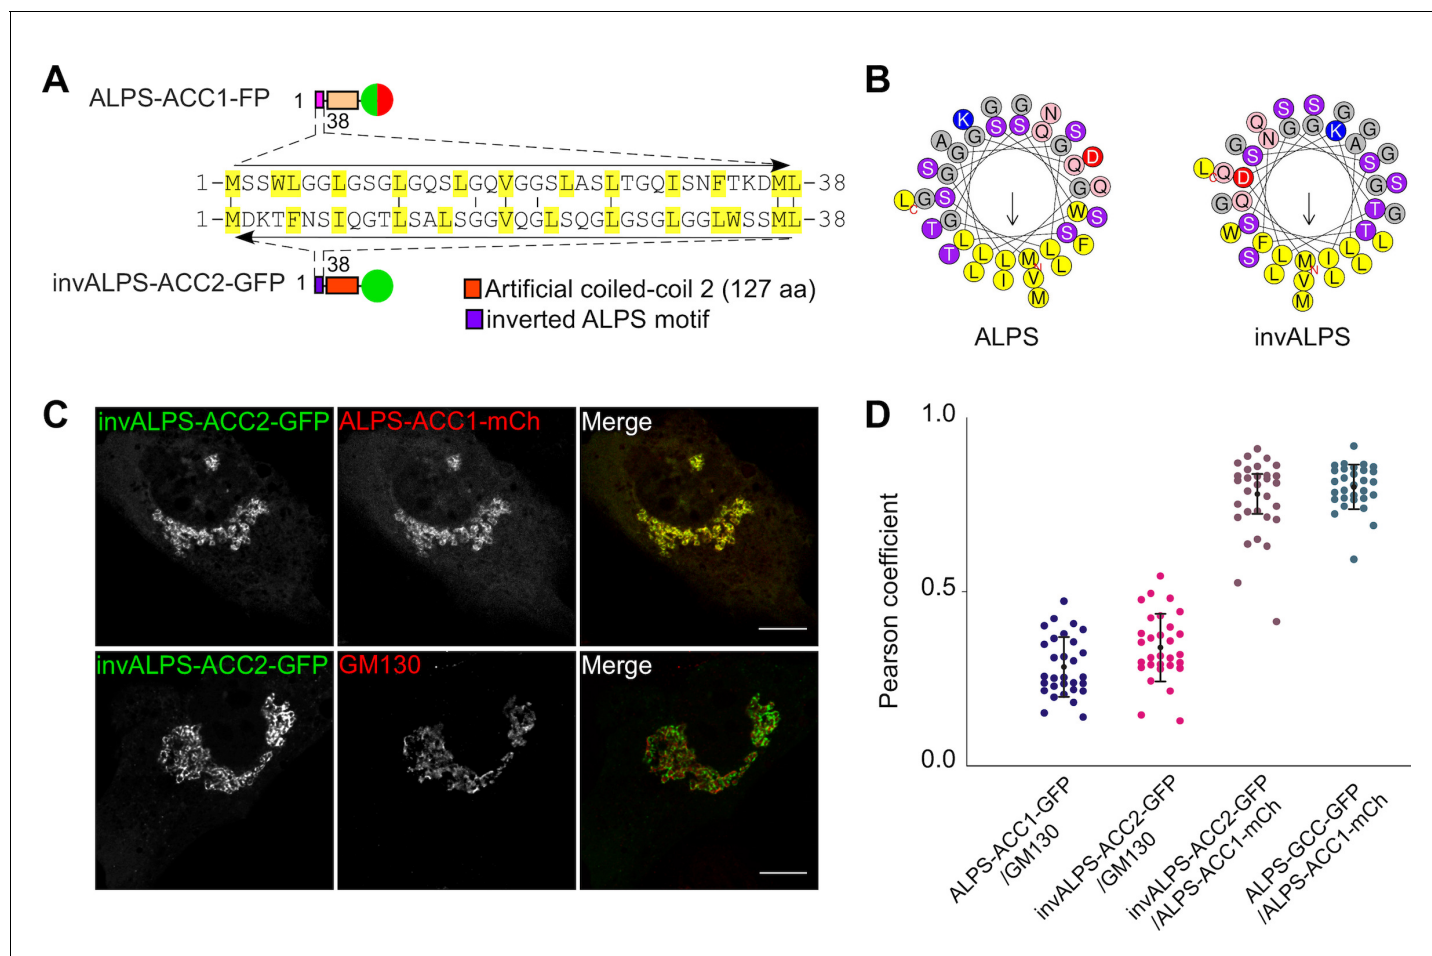 A
ALPS-ACC1-FP
1
38
1-MSSWLGGLGSGLGQSLGQVGGSLASLTGQISNFTKDML-38
1-MDKTFNSIQGTLSALSGGVQGLSQGLGSGLGGLWSSML-38
38
invALPS-ACC2-GFP
1
Artificial coiled-coil 2 (127 aa)
inverted ALPS motif
B
G G N
K S S Q S
A G G D
G Q
S G G Q
L G S W S
C
T G S F
T L L
L L M L L
L I N V
M
ALPS
S S G
Q G G K G
N A
G S S G
L Q D G S
C
G Q T G
W S T L
S F L
L L M I L
L N L
V
M
invALPS
C
invALPS-ACC2-GFP
ALPS-ACC1-mCh
Merge
invALPS-ACC2-GFP
GM130
Merge
D
Pearson coefficient
1.0
0.5
0.0
ALPS-ACC1-GFP
/GM130
invALPS-ACC2-GFP
/GM130
invALPS-ACC2-GFP
/ALPS-ACC1-mCh
ALPS-GCC-GFP
/ALPS-ACC1-mCh